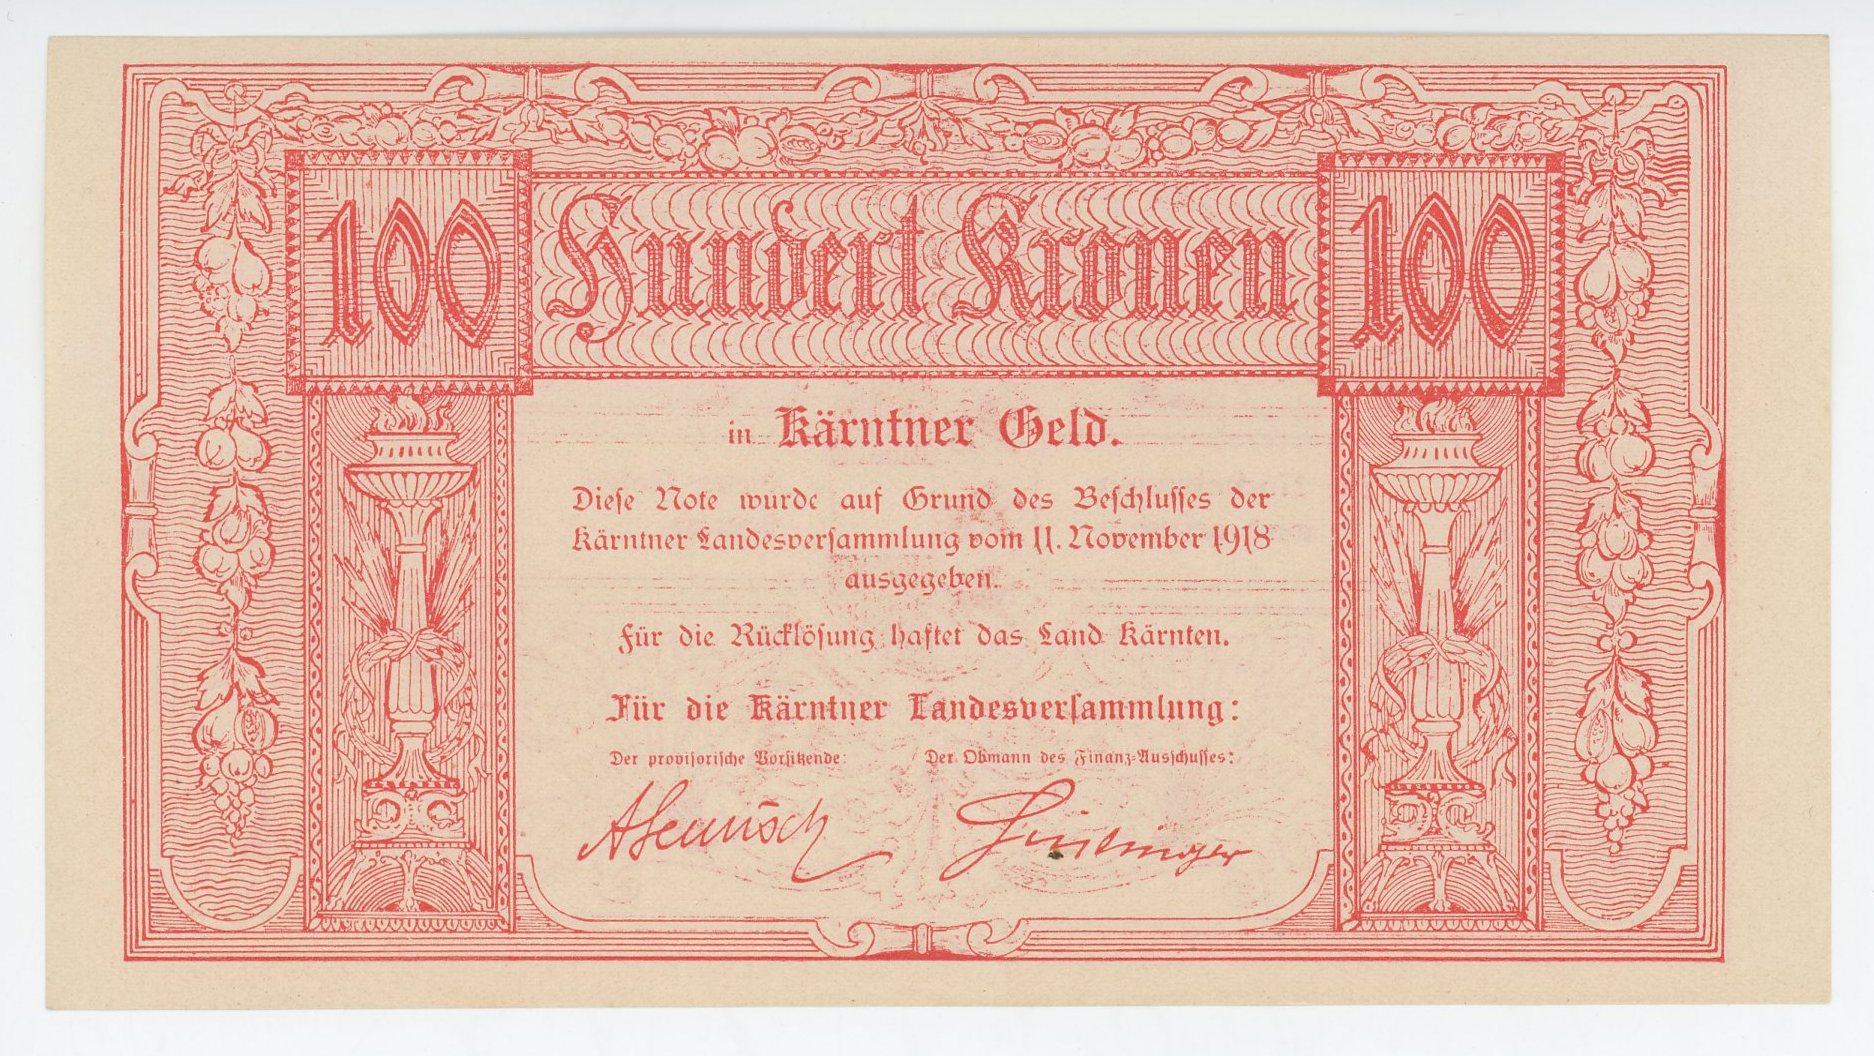 100 Hundert Kronen 100
in Kärntner Geld.
Diese Note wurde auf Grund des Beschlusses der
Kärntner Landesversammlung vom 11. November 1918
ausgegeben.
Für die Rücklösung haftet das Land Kärnten.
Für die Kärntner Landesversammlung:
Der provisorische Vorsitzende: Der Obmann des Finanz-Ausschusses: